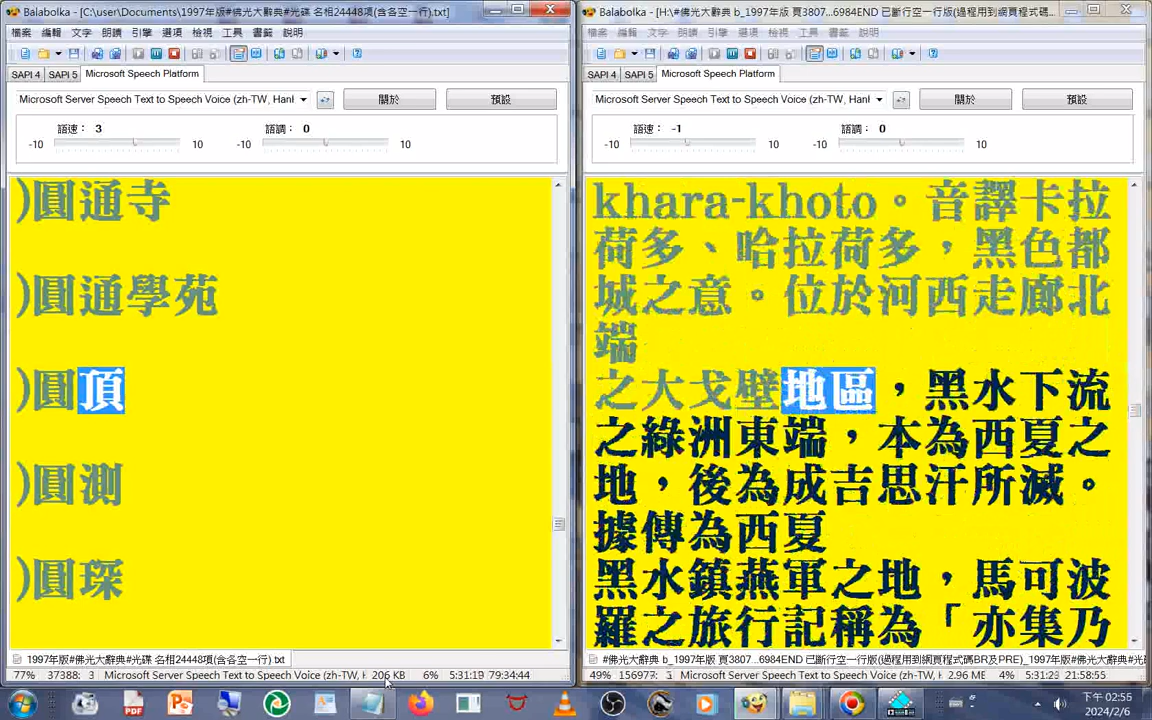 Balabolka - [C:\user\Documents\1997年版#佛光大辭典#光碟 名相24448項(含各空一行).txt]
檔案 編輯 文字 朗讀 引擎 選項 檢視 工具 書籤 說明
SAPI 4 SAPI 5 Microsoft Speech Platform
Microsoft Server Speech Text to Speech Voice (zh-TW, Hanl
關於 預設
語速： 3 語調： 0
-10 10 -10 10
)圓通寺
)圓通學苑
)圓頂
)圓測
)圓琛
1997年版#佛光大辭典#光碟 名相24448項(含各空一行).txt
77% 348: 3 Microsoft Server Speech Text to Speech Voice (zh-TW, H 206 KB 6% 5:31:19 79:34:44
Balabolka - [H:\#佛光大辭典 b_1997年版 頁3807...6984END 已斷行空一行版(過程用到網頁程式碼...
檔案 編輯 文字 朗讀 引擎 選項 檢視 工具 書籤 說明
SAPI 4 SAPI 5 Microsoft Speech Platform
Microsoft Server Speech Text to Speech Voice (zh-TW, Hanl
關於 預設
語速： -1 語調： 0
-10 10 -10 10
khara-khoto。音譯卡拉
荷多、哈拉荷多，黑色都
城之意。位於河西走廊北
端
之大戈壁地區，黑水下流
之綠洲東端，本為西夏之
地，後為成吉思汗所滅。
據傳為西夏
黑水鎮燕軍之地，馬可波
羅之旅行記稱為「亦集乃
#佛光大辭典 b_1997年版 頁3807...6984END 已斷行空一行版(過程用到網頁程式碼BR及PRE)_1997年版#光
49% 156977: 3 Microsoft Server Speech Text to Speech Voice (zh-TW, H 2.96 MB 4% 5:31:23 21:58:55
PDF
下午 02:55
2024/2/6